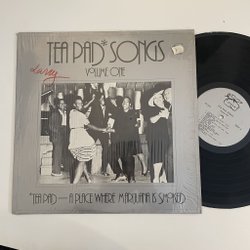 TEA PAD* SONGS
VOLUME ONE
*TEA PAD — A PLACE WHERE MARIJUANA IS SMOKED